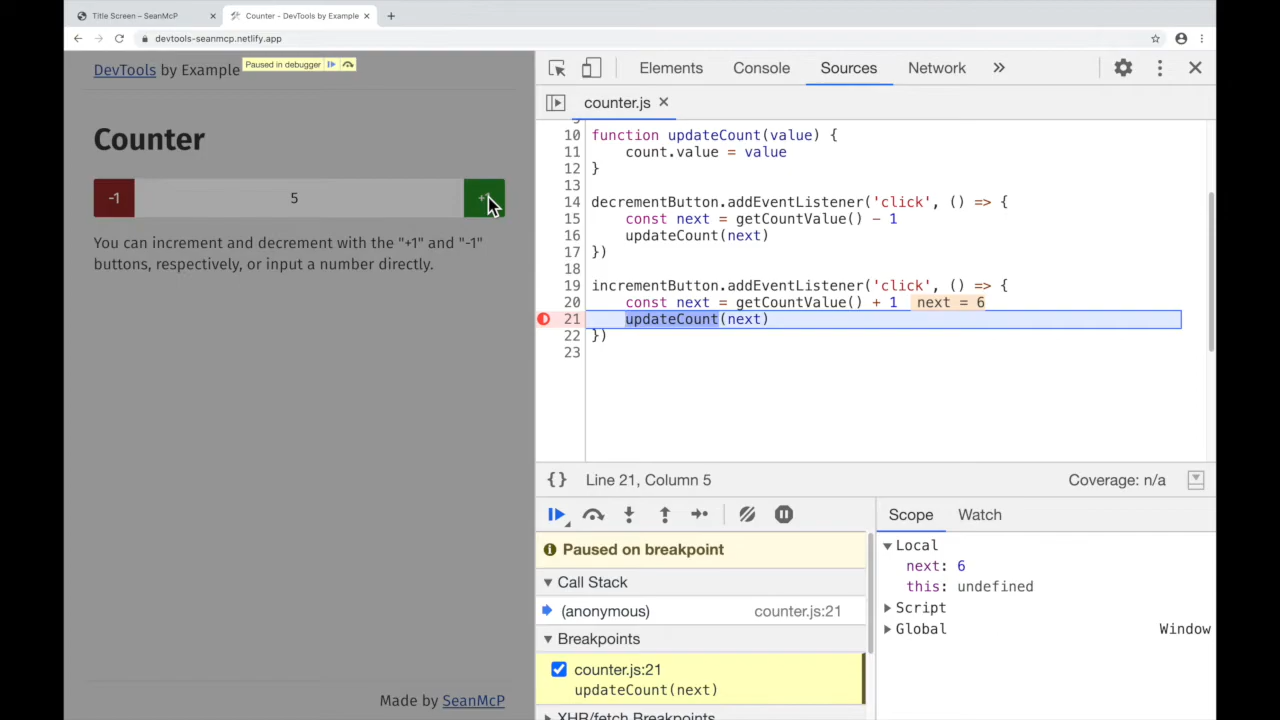 Title Screen – SeanMcP
Counter - DevTools by Example
devtools-seanmcp.netlify.app
DevTools by Example
Paused in debugger
Counter
-1
5
You can increment and decrement with the "+1" and "-1"
buttons, respectively, or input a number directly.
Made by SeanMcP
Elements Console Sources Network »
counter.js
10 function updateCount(value) {
11 count.value = value
12 }
13
14 decrementButton.addEventListener('click', () => {
15 const next = getCountValue() - 1
16 updateCount(next)
17 })
18
19 incrementButton.addEventListener('click', () => {
20 const next = getCountValue() + 1 next = 6
21 updateCount(next)
22 })
23
{} Line 21, Column 5 Coverage: n/a
Paused on breakpoint
Call Stack
(anonymous) counter.js:21
Breakpoints
counter.js:21
updateCount(next)
XHR/fetch Breakpoints
Scope Watch
Local
next: 6
this: undefined
Script
Global Window